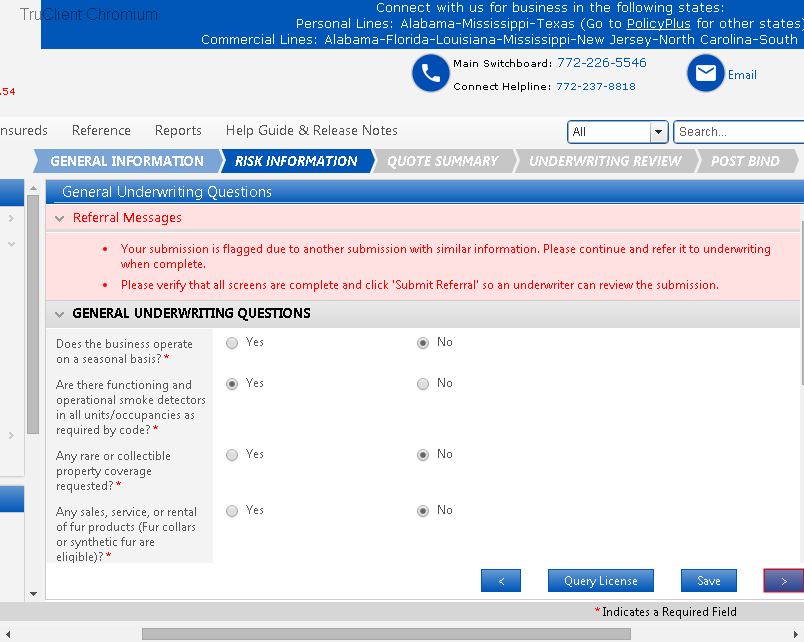 TruClient Chromium
Connect with us for business in the following states:
Personal Lines: Alabama-Mississippi-Texas (Go to PolicyPlus for other states)
Commercial Lines: Alabama-Florida-Louisiana-Mississippi-New Jersey-North Carolina-South
Main Switchboard: 772-226-5546
Email
Connect Helpline: 772-237-8818
,54
nsureds Reference Reports Help Guide & Release Notes All Search...
GENERAL INFORMATION RISK INFORMATION QUOTE SUMMARY UNDERWRITING REVIEW POST BIND
General Underwriting Questions
Referral Messages
• Your submission is flagged due to another submission with similar information. Please continue and refer it to underwriting
when complete.
• Please verify that all screens are complete and click 'Submit Referral' so an underwriter can review the submission.
GENERAL UNDERWRITING QUESTIONS
Does the business operate
on a seasonal basis? *
Yes No
Are there functioning and
operational smoke detectors
in all units/occupancies as
required by code? *
Yes No
Any rare or collectible
property coverage
requested? *
Yes No
Any sales, service, or rental
of fur products (Fur collars
or synthetic fur are
eligible)? *
Yes No
< Query License Save >
* Indicates a Required Field